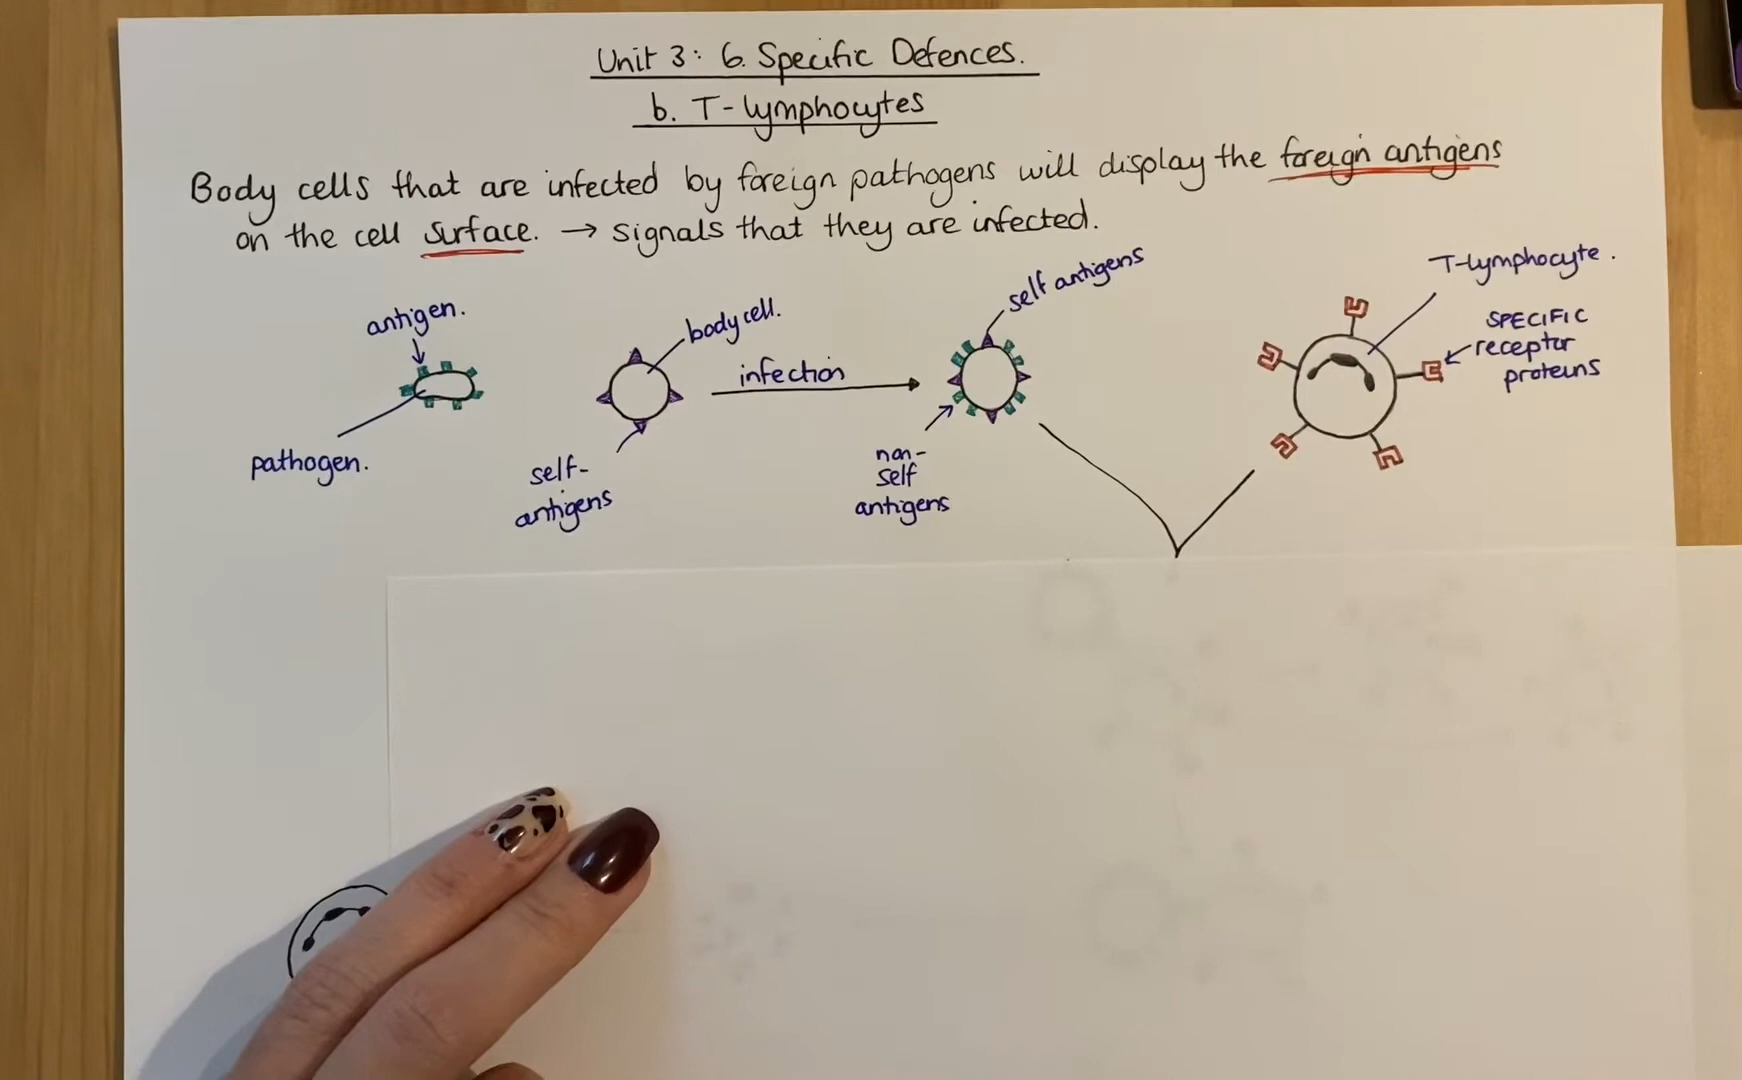 Unit 3: 6. Specific Defences.
b. T-lymphocytes
Body cells that are infected by foreign pathogens will display the foreign antigens
on the cell surface. → signals that they are infected.
antigen.
pathogen.
body cell.
self-
antigens
infection
self antigens
non-
self
antigens
T-lymphocyte.
SPECIFIC
receptor
proteins